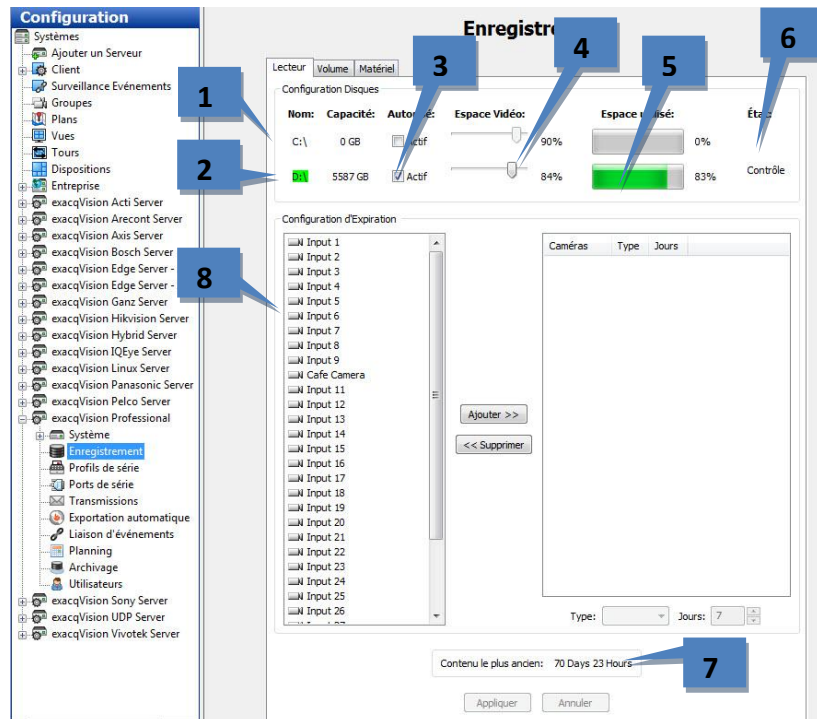 Configuration
Systèmes
Ajouter un Serveur
Client
Surveillance Evénements
Groupes
Plans
Vues
Tours
Dispositions
Entreprise
exacqVision Acti Server
exacqVision Arecont Server
exacqVision Axis Server
exacqVision Bosch Server
exacqVision Edge Server -
exacqVision Edge Server -
exacqVision Ganz Server
exacqVision Hikvision Server
exacqVision Hybrid Server
exacqVision IQEye Server
exacqVision Linux Server
exacqVision Panasonic Server
exacqVision Pelco Server
exacqVision Professional
Système
Enregistrement
Profils de série
Ports de série
Transmissions
Exportation automatique
Liaison d'événements
Planning
Archivage
Utilisateurs
exacqVision Sony Server
exacqVision UDP Server
exacqVision Vivotek Server
Enregistre
Lecteur Volume Matériel
Configuration Disques
Nom: Capacité: Espace Vidéo:
C:\ 0 GB Actif 90% 0%
D:\ 5587 GB Actif 84% 83% Contrôle
1
2
3
4
5
6
Configuration d'Expiration
Input 1
Input 2
Input 3
Input 4
Input 5
Input 6
Input 7
Input 8
Input 9
Cafe Camera
Input 11
Input 12
Input 13
Input 14
Input 15
Input 16
Input 17
Input 18
Input 19
Input 20
Input 21
Input 22
Input 23
Input 24
Input 25
Input 26
8
Ajouter >>
<< Supprimer
Caméras Type Jours
Type: Jours: 7
Contenu le plus ancien: 70 Days 23 Hours
7
Appliquer Annuler